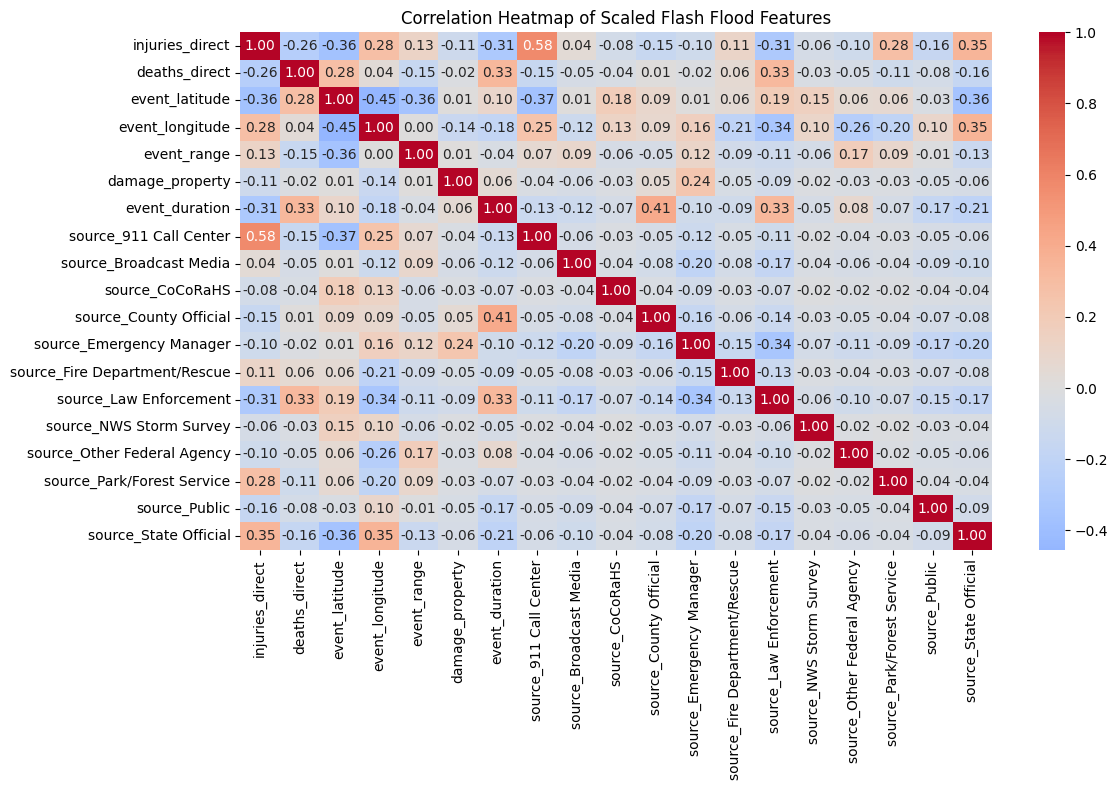 Correlation Heatmap of Scaled Flash Flood Features
injuries_direct 1.00 -0.26 -0.36 0.28 0.13 -0.11 -0.31 0.58 0.04 -0.08 -0.15 -0.10 0.11 -0.31 -0.06 -0.10 0.28 -0.16 0.35
deaths_direct -0.26 1.00 0.28 0.04 -0.15 -0.02 0.33 -0.15 -0.05 -0.04 0.01 -0.02 0.06 0.33 -0.03 -0.05 -0.11 -0.08 -0.16
event_latitude -0.36 0.28 1.00 -0.45 -0.36 0.01 0.10 -0.37 0.01 0.18 0.09 0.01 0.06 0.19 0.15 0.06 0.06 -0.03 -0.36
event_longitude 0.28 0.04 -0.45 1.00 0.00 -0.14 -0.18 0.25 -0.12 0.13 0.09 0.16 -0.21 -0.34 0.10 -0.26 -0.20 0.10 0.35
event_range 0.13 -0.15 -0.36 0.00 1.00 0.01 -0.04 0.07 0.09 -0.06 -0.05 0.12 -0.09 -0.11 -0.06 0.17 0.09 -0.01 -0.13
damage_property -0.11 -0.02 0.01 -0.14 0.01 1.00 0.06 -0.04 -0.06 -0.03 0.05 0.24 -0.05 -0.09 -0.02 -0.03 -0.03 -0.05 -0.06
event_duration -0.31 0.33 0.10 -0.18 -0.04 0.06 1.00 -0.13 -0.12 -0.07 0.41 -0.10 -0.09 0.33 -0.05 0.08 -0.07 -0.17 -0.21
source_911 Call Center 0.58 -0.15 -0.37 0.25 0.07 -0.04 -0.13 1.00 -0.06 -0.03 -0.05 -0.12 -0.05 -0.11 -0.02 -0.04 -0.03 -0.05 -0.06
source_Broadcast Media 0.04 -0.05 0.01 -0.12 0.09 -0.06 -0.12 -0.06 1.00 -0.04 -0.08 -0.20 -0.08 -0.17 -0.04 -0.06 -0.04 -0.09 -0.10
source_CoCoRaHS -0.08 -0.04 0.18 0.13 -0.06 -0.03 -0.07 -0.03 -0.04 1.00 -0.04 -0.09 -0.03 -0.07 -0.02 -0.02 -0.02 -0.04 -0.04
source_County Official -0.15 0.01 0.09 0.09 -0.05 0.05 0.41 -0.05 -0.08 -0.04 1.00 -0.16 -0.06 -0.14 -0.03 -0.05 -0.04 -0.07 -0.08
source_Emergency Manager -0.10 -0.02 0.01 0.16 0.12 0.24 -0.10 -0.12 -0.20 -0.09 -0.16 1.00 -0.15 -0.34 -0.07 -0.11 -0.09 -0.17 -0.20
source_Fire Department/Rescue 0.11 0.06 0.06 -0.21 -0.09 -0.05 -0.09 -0.05 -0.08 -0.03 -0.06 -0.15 1.00 -0.13 -0.03 -0.04 -0.03 -0.07 -0.08
source_Law Enforcement -0.31 0.33 0.19 -0.34 -0.11 -0.09 0.33 -0.11 -0.17 -0.07 -0.14 -0.34 -0.13 1.00 -0.06 -0.10 -0.07 -0.15 -0.17
source_NWS Storm Survey -0.06 -0.03 0.15 0.10 -0.06 -0.02 -0.05 -0.02 -0.04 -0.02 -0.03 -0.07 -0.03 -0.06 1.00 -0.02 -0.02 -0.03 -0.04
source_Other Federal Agency -0.10 -0.05 0.06 -0.26 0.17 -0.03 0.08 -0.04 -0.06 -0.02 -0.05 -0.11 -0.04 -0.10 -0.02 1.00 -0.02 -0.05 -0.06
source_Park/Forest Service 0.28 -0.11 0.06 -0.20 0.09 -0.03 -0.07 -0.03 -0.04 -0.02 -0.04 -0.09 -0.03 -0.07 -0.02 -0.02 1.00 -0.04 -0.04
source_Public -0.16 -0.08 -0.03 0.10 -0.01 -0.05 -0.17 -0.05 -0.09 -0.04 -0.07 -0.17 -0.07 -0.15 -0.03 -0.05 -0.04 1.00 -0.09
source_State Official 0.35 -0.16 -0.36 0.35 -0.13 -0.06 -0.21 -0.06 -0.10 -0.04 -0.08 -0.20 -0.08 -0.17 -0.04 -0.06 -0.04 -0.09 1.00
injuries_direct
deaths_direct
event_latitude
event_longitude
event_range
damage_property
event_duration
source_911 Call Center
source_Broadcast Media
source_CoCoRaHS
source_County Official
source_Emergency Manager
source_Fire Department/Rescue
source_Law Enforcement
source_NWS Storm Survey
source_Other Federal Agency
source_Park/Forest Service
source_Public
source_State Official
1.0
0.8
0.6
0.4
0.2
0.0
−0.2
−0.4